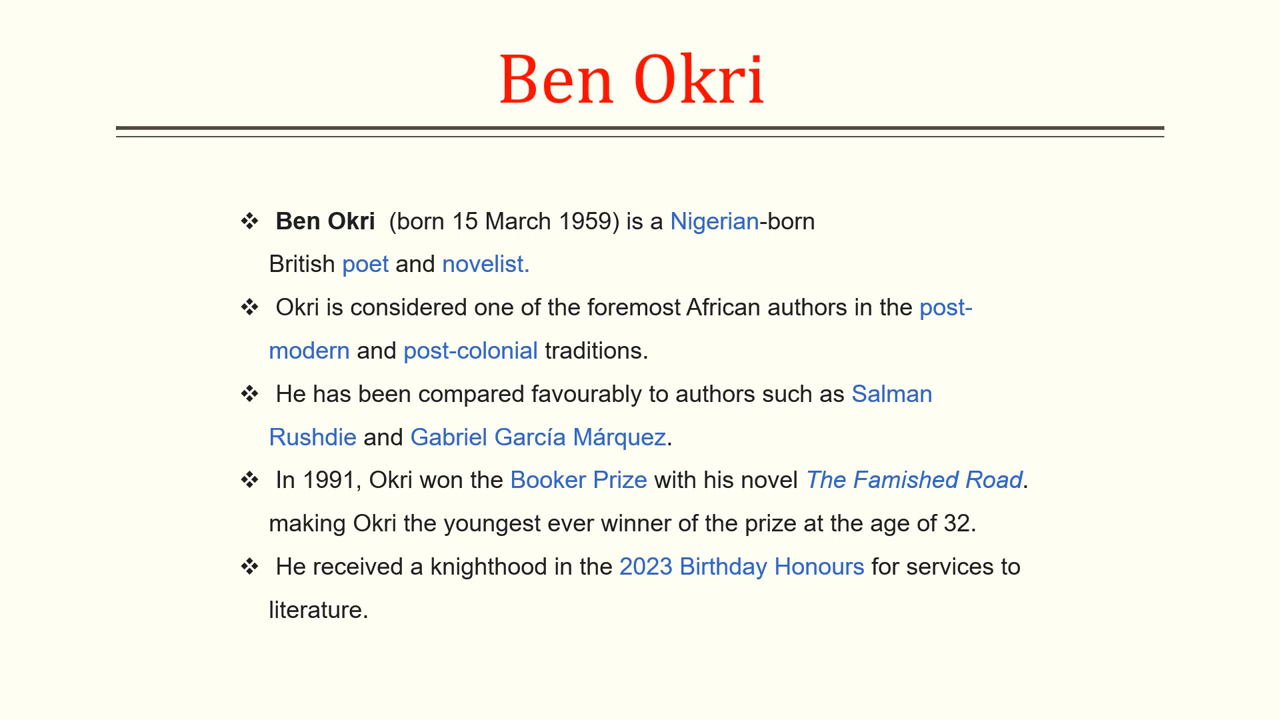 Ben Okri
❖ Ben Okri (born 15 March 1959) is a Nigerian-born
British poet and novelist.
❖ Okri is considered one of the foremost African authors in the post-
modern and post-colonial traditions.
❖ He has been compared favourably to authors such as Salman
Rushdie and Gabriel García Márquez.
❖ In 1991, Okri won the Booker Prize with his novel The Famished Road.
making Okri the youngest ever winner of the prize at the age of 32.
❖ He received a knighthood in the 2023 Birthday Honours for services to
literature.